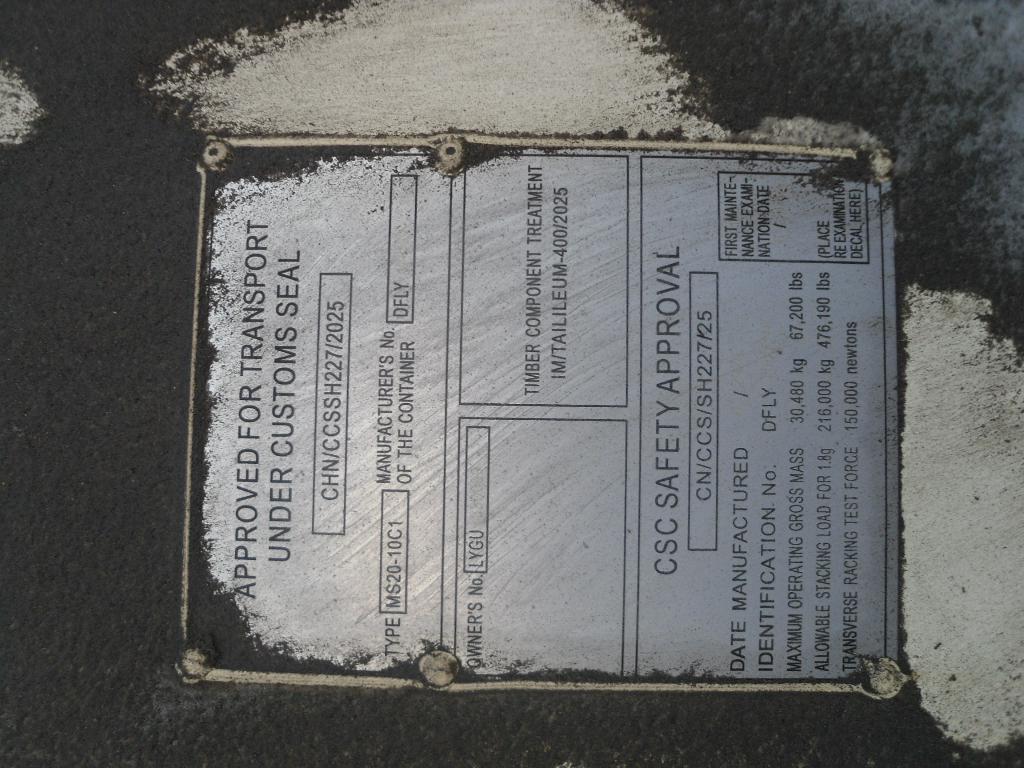 APPROVED FOR TRANSPORT
UNDER CUSTOMS SEAL
CHN/CCSSH227/2025
TYPE MS20-10C1 MANUFACTURER'S No.
OF THE CONTAINER DFLY
OWNER'S No. LYGU
TIMBER COMPONENT TREATMENT
IM/TAILILEUM-400/2025
CSC SAFETY APPROVAL
CN/CCS/SH227/25
DATE MANUFACTURED /
IDENTIFICATION. No. DFLY
MAXIMUM OPERATING GROSS MASS 30,480 kg 67,200 lbs
ALLOWABLE STACKING LOAD FOR 1.8g. 216,000 kg 476,190 lbs
TRANSVERSE RACKING TEST FORCE 150,000 newtons
FIRST MAINTE-
NANCE EXAMI-
NATION DATE
/
(PLACE
RE EXAMINATION
DECAL HERE)